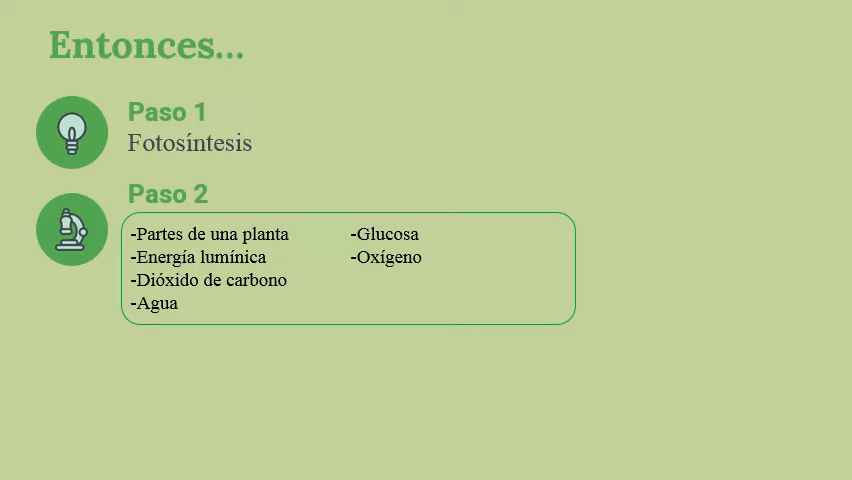 Entonces...
Paso 1
Fotosíntesis
Paso 2
-Partes de una planta
-Energía lumínica
-Dióxido de carbono
-Agua
-Glucosa
-Oxígeno